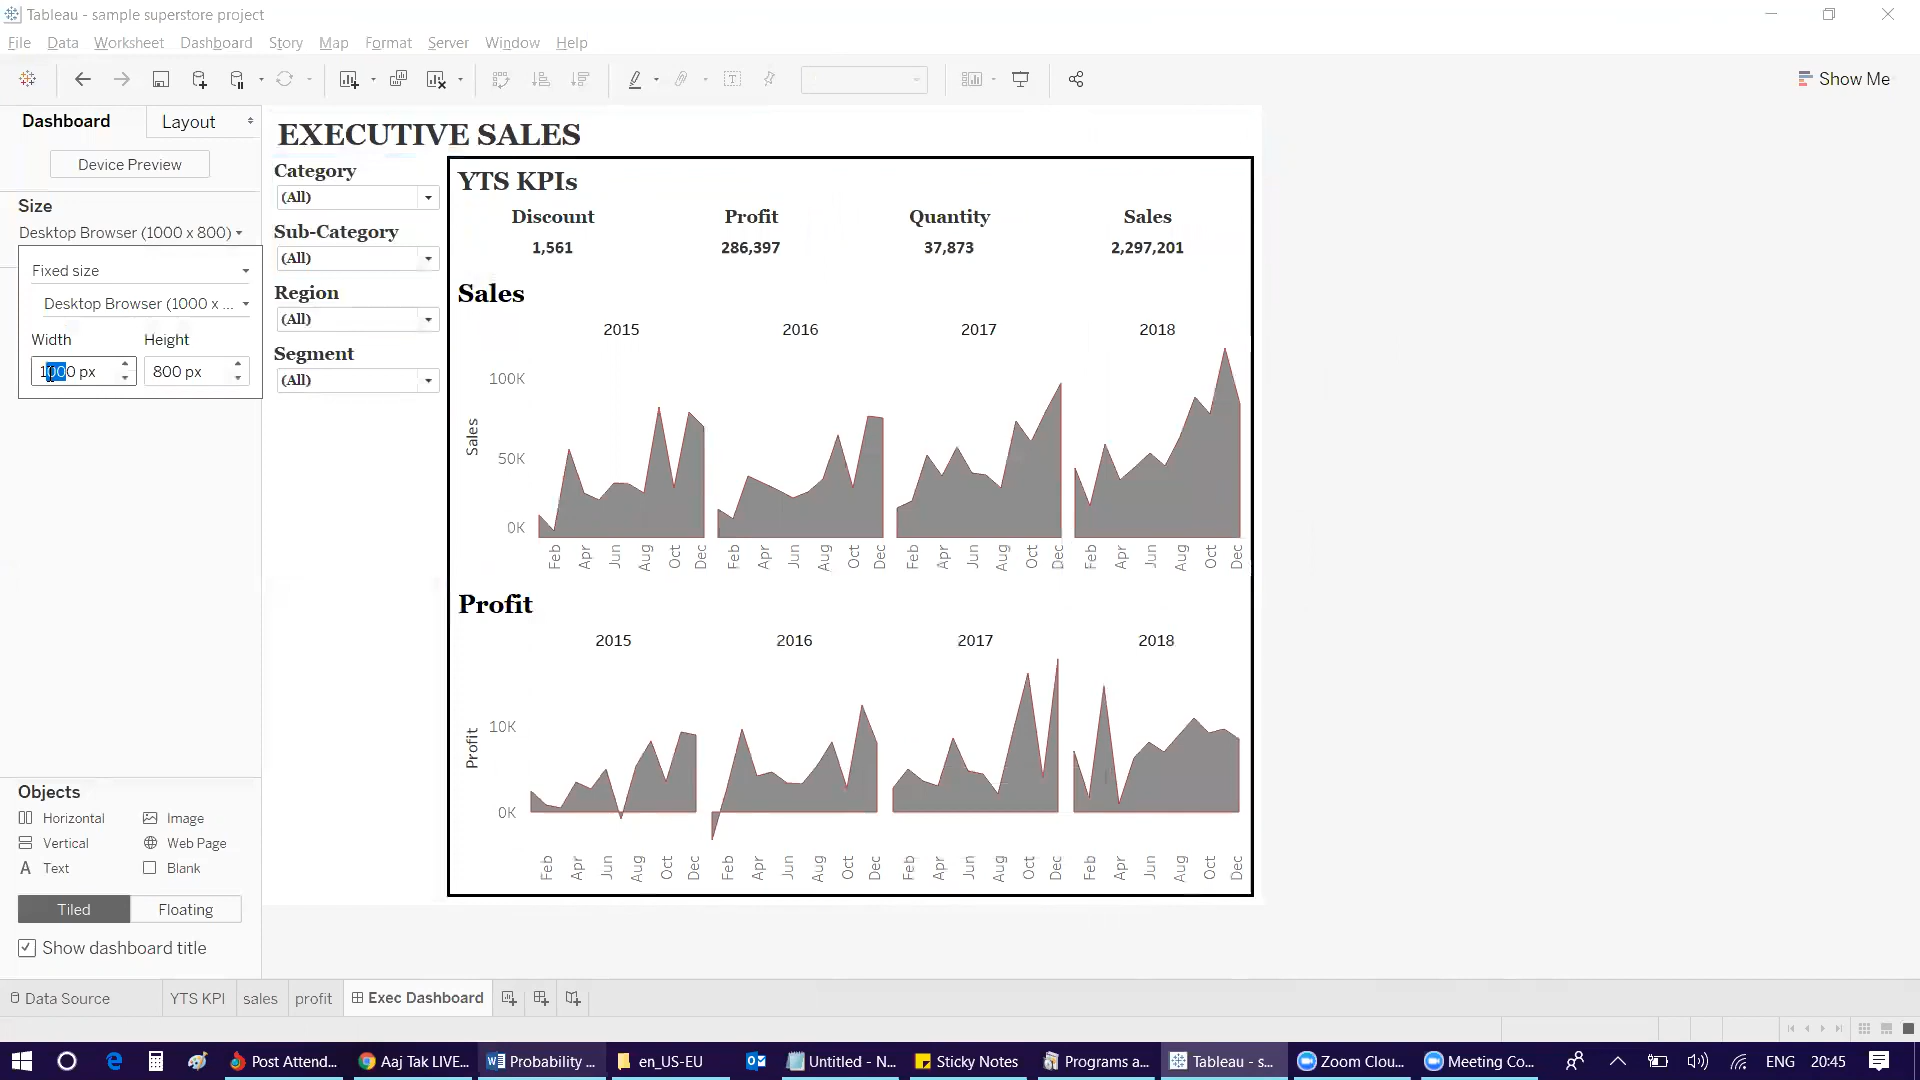 Tableau - sample superstore project
File Data Worksheet Dashboard Story Map Format Server Window Help
Show Me
Dashboard Layout
Device Preview
Size
Desktop Browser (1000 x 800)
Fixed size
Desktop Browser (1000 x ...
Width Height
1000 px 800 px
EXECUTIVE SALES
Category
(All)
Sub-Category
(All)
Region
(All)
Segment
(All)
YTS KPIs
Discount Profit Quantity Sales
1,561 286,397 37,873 2,297,201
Sales
2015 2016 2017 2018
Sales
100K
50K
0K
Feb Apr Jun Aug Oct Dec Feb Apr Jun Aug Oct Dec Feb Apr Jun Aug Oct Dec Feb Apr Jun Aug Oct Dec
Profit
2015 2016 2017 2018
Profit
10K
0K
Feb Apr Jun Aug Oct Dec Feb Apr Jun Aug Oct Dec Feb Apr Jun Aug Oct Dec Feb Apr Jun Aug Oct Dec
Objects
Horizontal Image
Vertical Web Page
A Text Blank
Tiled Floating
Show dashboard title
Data Source YTS KPI sales profit Exec Dashboard
Post Attend... Aaj Tak LIVE... Probability ... en_US-EU Untitled - N... Sticky Notes Programs a... Tableau - s... Zoom Clou... Meeting Co... ENG 20:45